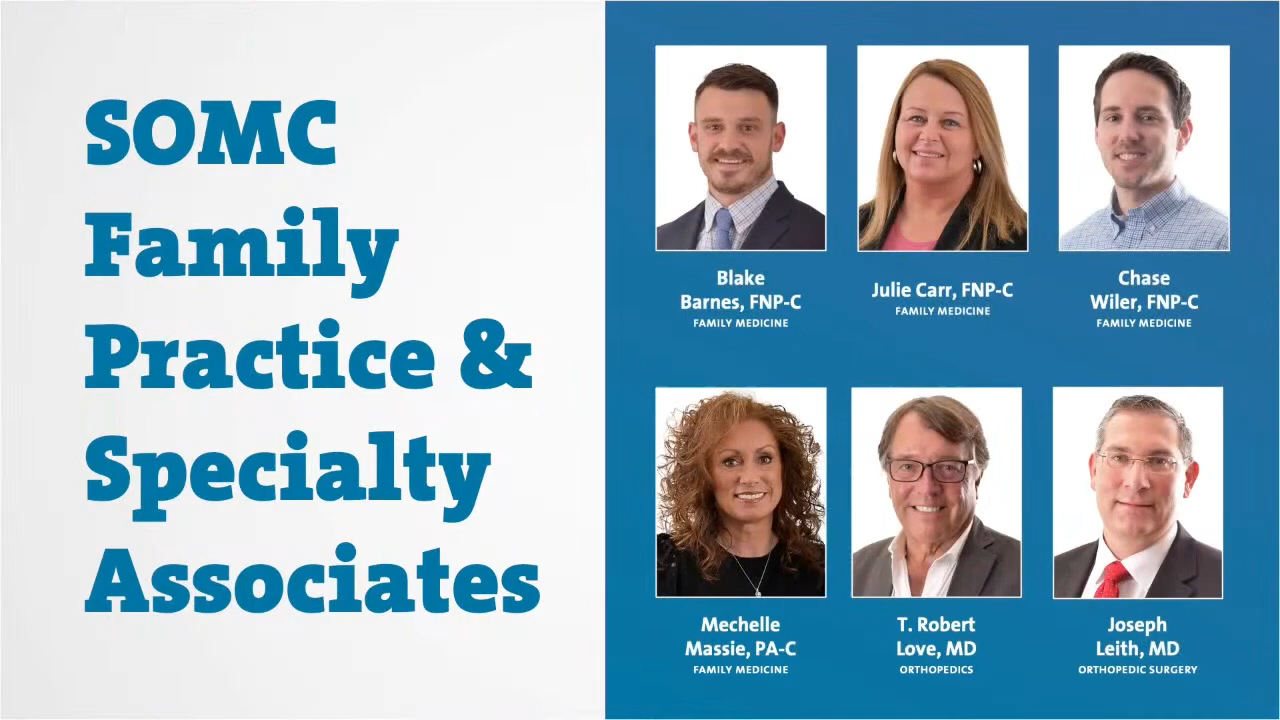 SOMC
Family
Practice &
Specialty
Associates
Blake
Barnes, FNP-C
FAMILY MEDICINE
Julie Carr, FNP-C
FAMILY MEDICINE
Chase
Wiler, FNP-C
FAMILY MEDICINE
Mechelle
Massie, PA-C
FAMILY MEDICINE
T. Robert
Love, MD
ORTHOPEDICS
Joseph
Leith, MD
ORTHOPEDIC SURGERY